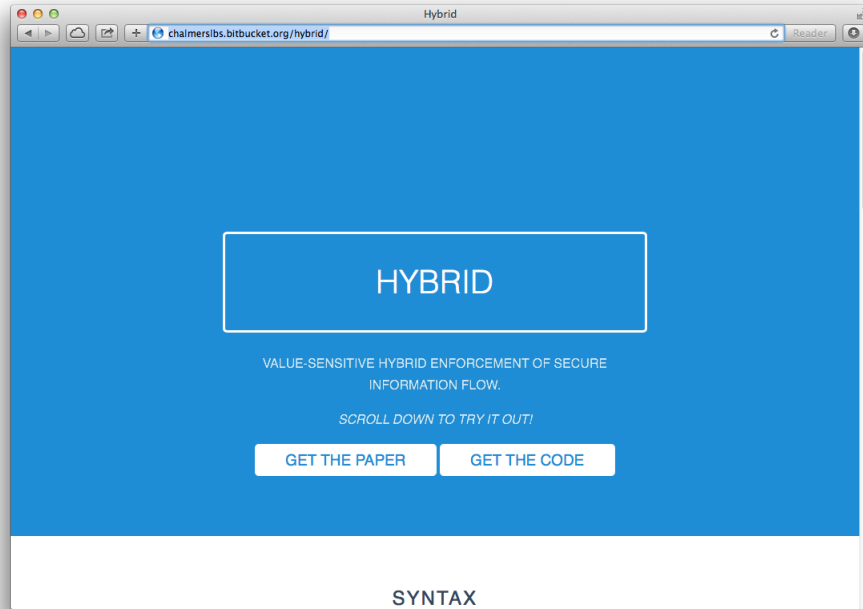 Hybrid
chalmerslbs.bitbucket.org/hybrid/
Reader
HYBRID
VALUE-SENSITIVE HYBRID ENFORCEMENT OF SECURE
INFORMATION FLOW.
SCROLL DOWN TO TRY IT OUT!
GET THE PAPER
GET THE CODE
SYNTAX